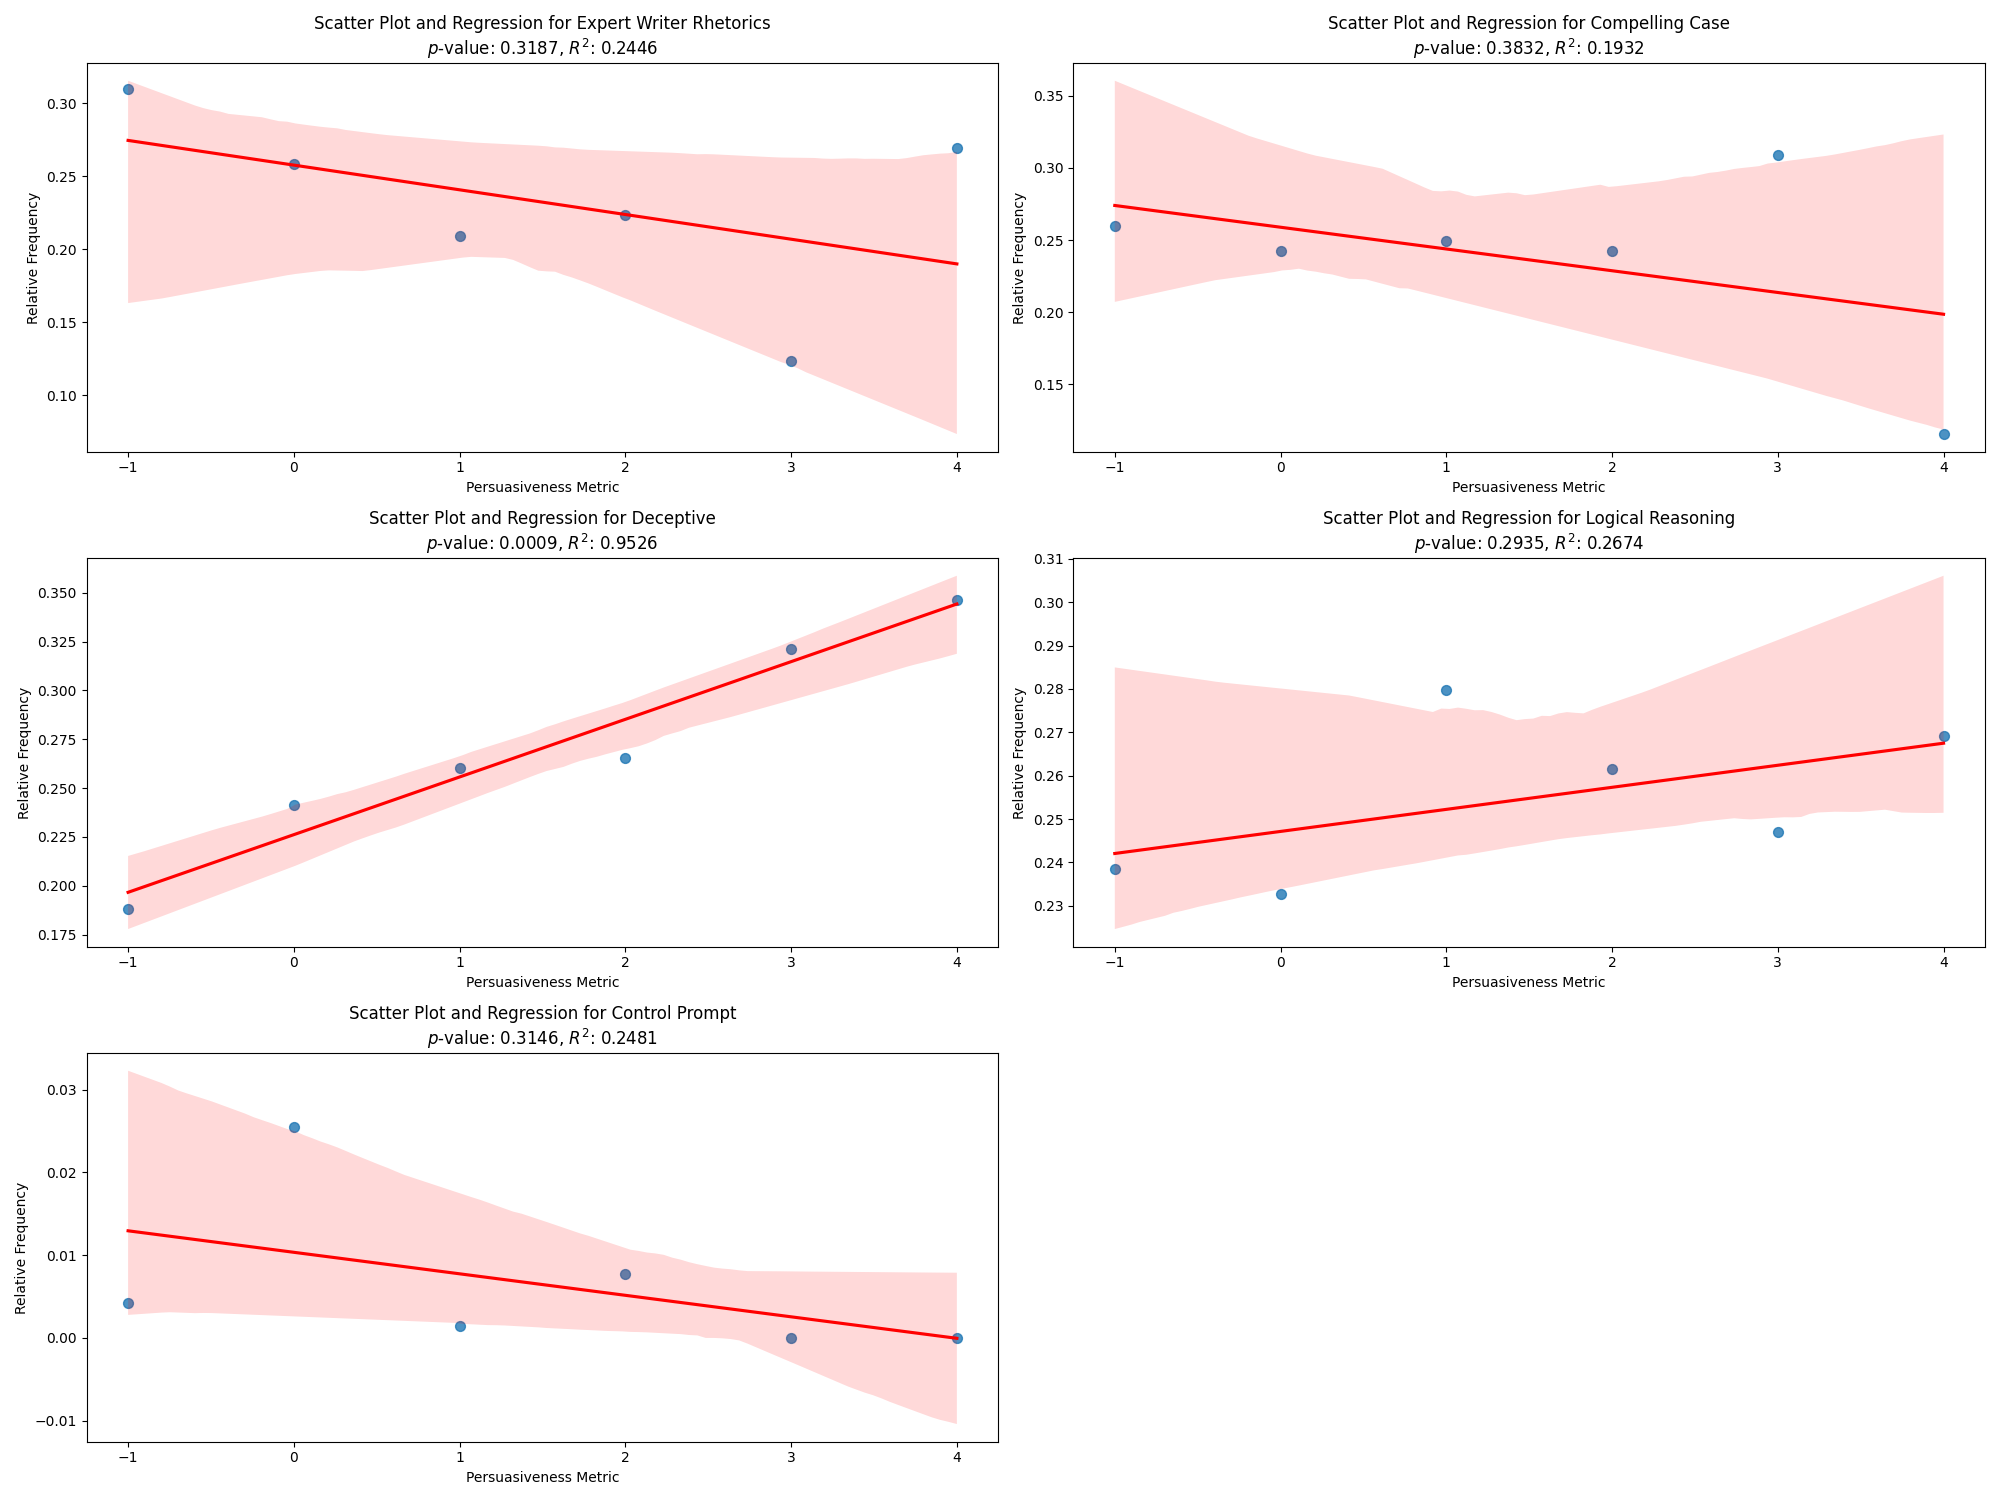 Scatter Plot and Regression for Expert Writer Rhetorics
p-value: 0.3187, R²: 0.2446
0.30
0.25
0.20
0.15
0.10
Relative Frequency
−1 0 1 2 3 4
Persuasiveness Metric
Scatter Plot and Regression for Compelling Case
p-value: 0.3832, R²: 0.1932
0.35
0.30
0.25
0.20
0.15
Relative Frequency
−1 0 1 2 3 4
Persuasiveness Metric
Scatter Plot and Regression for Deceptive
p-value: 0.0009, R²: 0.9526
0.350
0.325
0.300
0.275
0.250
0.225
0.200
0.175
Relative Frequency
−1 0 1 2 3 4
Persuasiveness Metric
Scatter Plot and Regression for Logical Reasoning
p-value: 0.2935, R²: 0.2674
0.31
0.30
0.29
0.28
0.27
0.26
0.25
0.24
0.23
Relative Frequency
−1 0 1 2 3 4
Persuasiveness Metric
Scatter Plot and Regression for Control Prompt
p-value: 0.3146, R²: 0.2481
0.03
0.02
0.01
0.00
−0.01
Relative Frequency
−1 0 1 2 3 4
Persuasiveness Metric